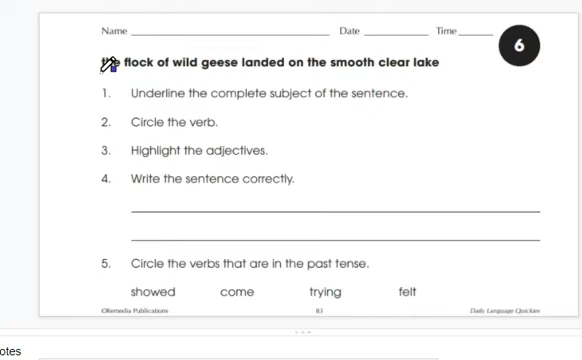 Name Date Time
6
the flock of wild geese landed on the smooth clear lake
1. Underline the complete subject of the sentence.
2. Circle the verb.
3. Highlight the adjectives.
4. Write the sentence correctly.
5. Circle the verbs that are in the past tense.
showed come trying felt
©Remedia Publications 83 Daily Language Quickies
otes